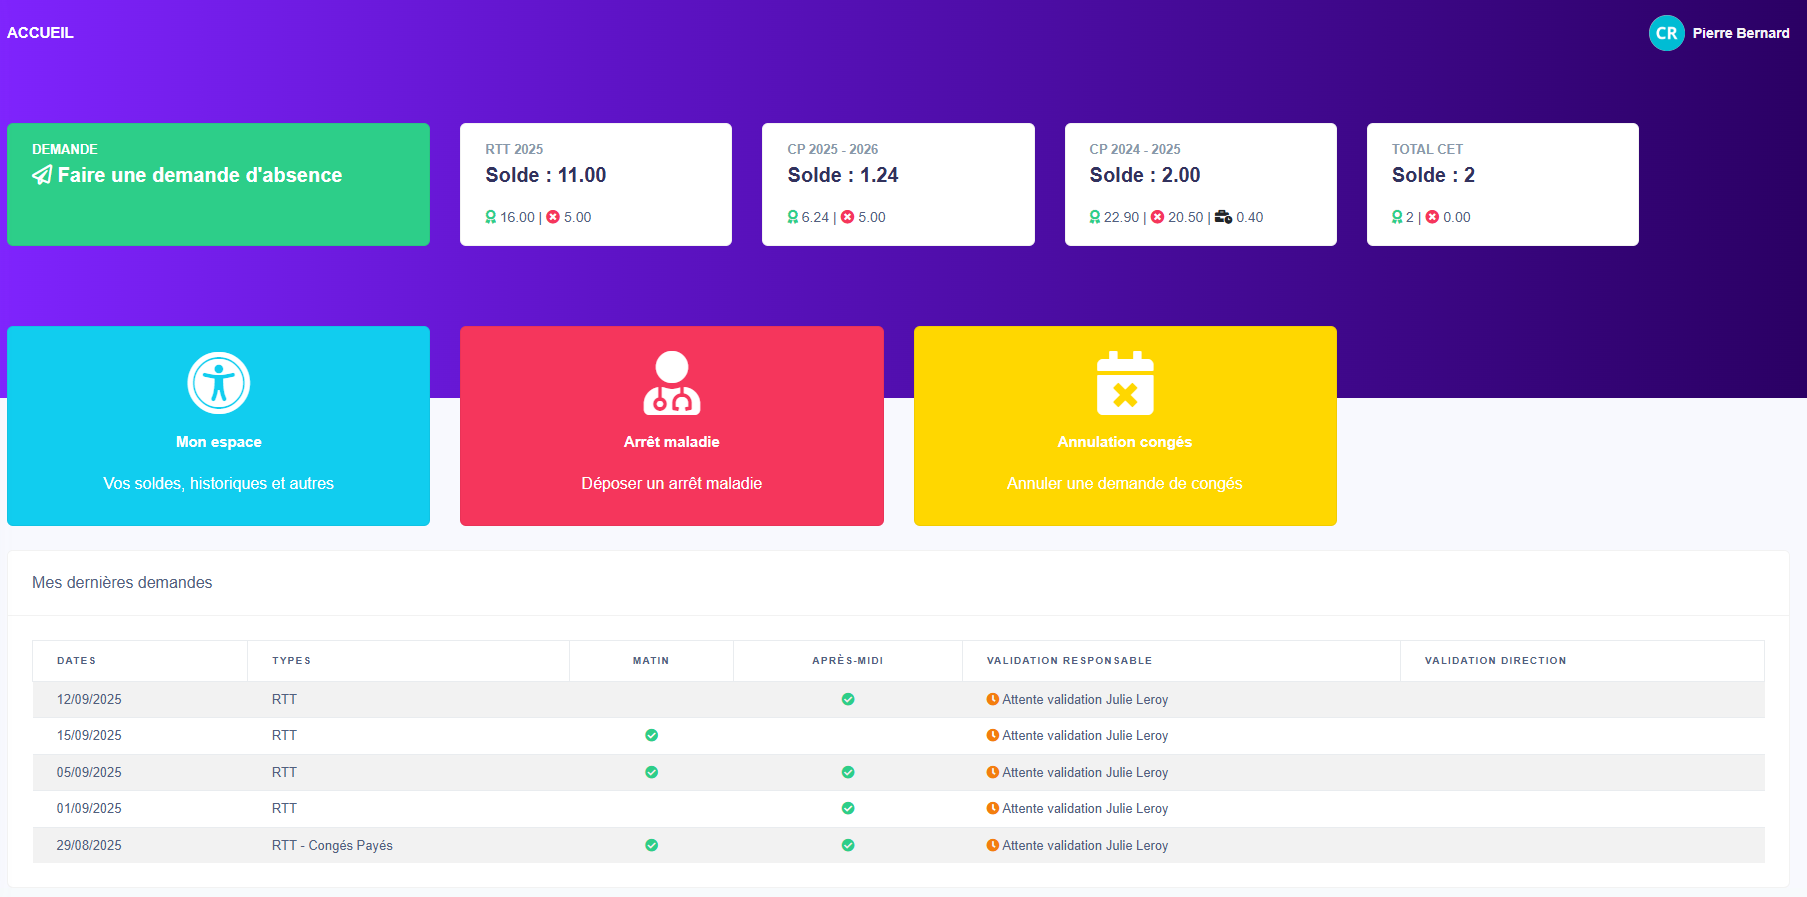 ACCUEIL
CR Pierre Bernard
DEMANDE
Faire une demande d'absence
RTT 2025
Solde : 11.00
16.00 | 5.00
CP 2025 - 2026
Solde : 1.24
6.24 | 5.00
CP 2024 - 2025
Solde : 2.00
22.90 | 20.50 | 0.40
TOTAL CET
Solde : 2
2 | 0.00
Mon espace
Vos soldes, historiques et autres
Arrêt maladie
Déposer un arrêt maladie
Annulation congés
Annuler une demande de congés
Mes dernières demandes
DATES TYPES MATIN APRÈS-MIDI VALIDATION RESPONSABLE VALIDATION DIRECTION
12/09/2025 RTT Attente validation Julie Leroy
15/09/2025 RTT Attente validation Julie Leroy
05/09/2025 RTT Attente validation Julie Leroy
01/09/2025 RTT Attente validation Julie Leroy
29/08/2025 RTT - Congés Payés Attente validation Julie Leroy